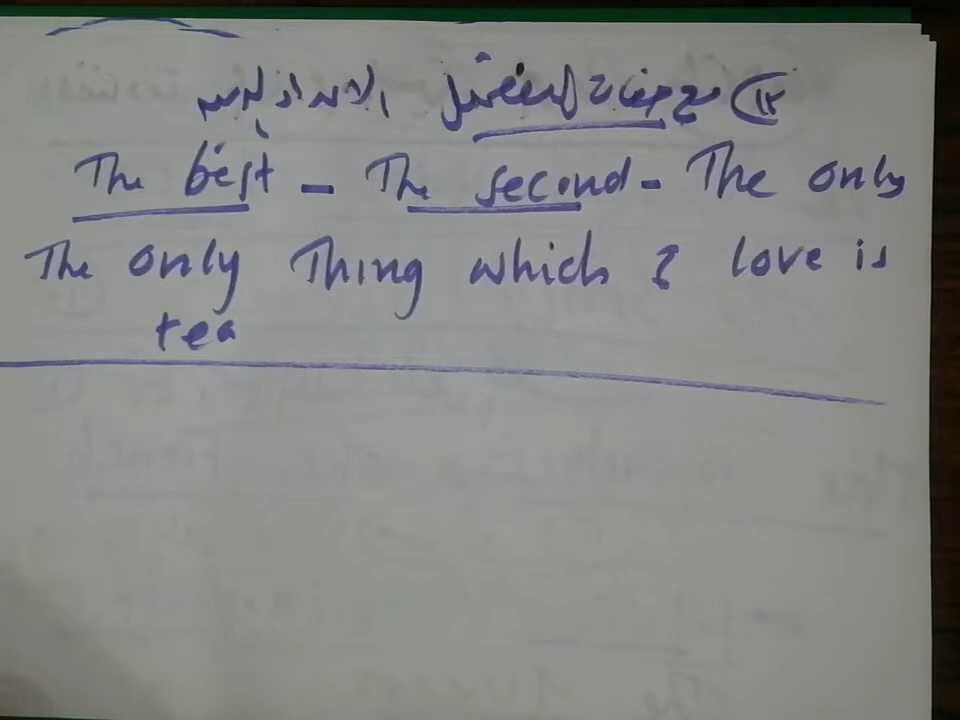 ١٢) مع صفات التفضيل الاعداد الترتيبية
The best - The second - The only
The only Thing which I love is
tea